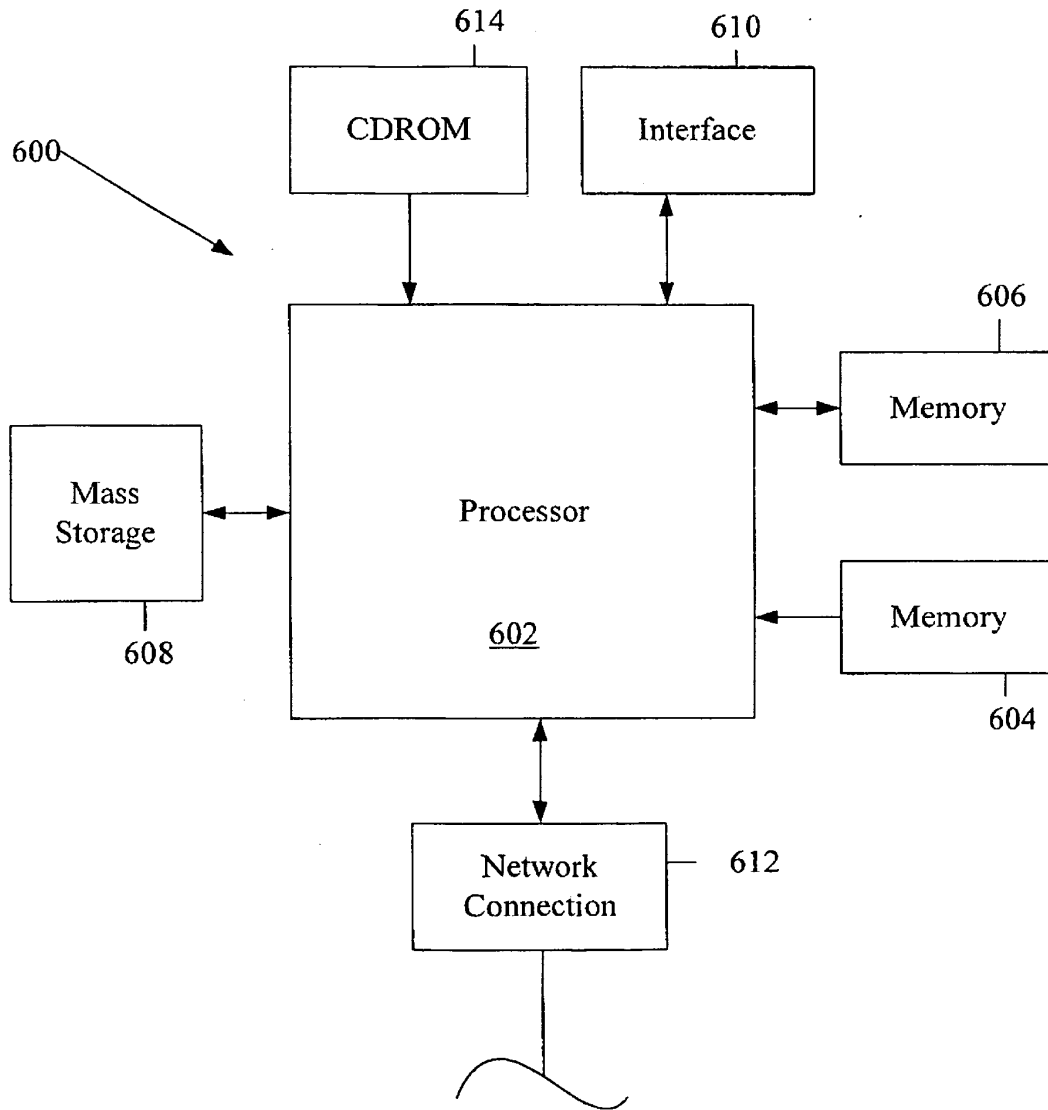 614
610
CDROM
Interface
600
606
Memory
Mass
Storage
Processor
608
602
Memory
604
Network
Connection
612